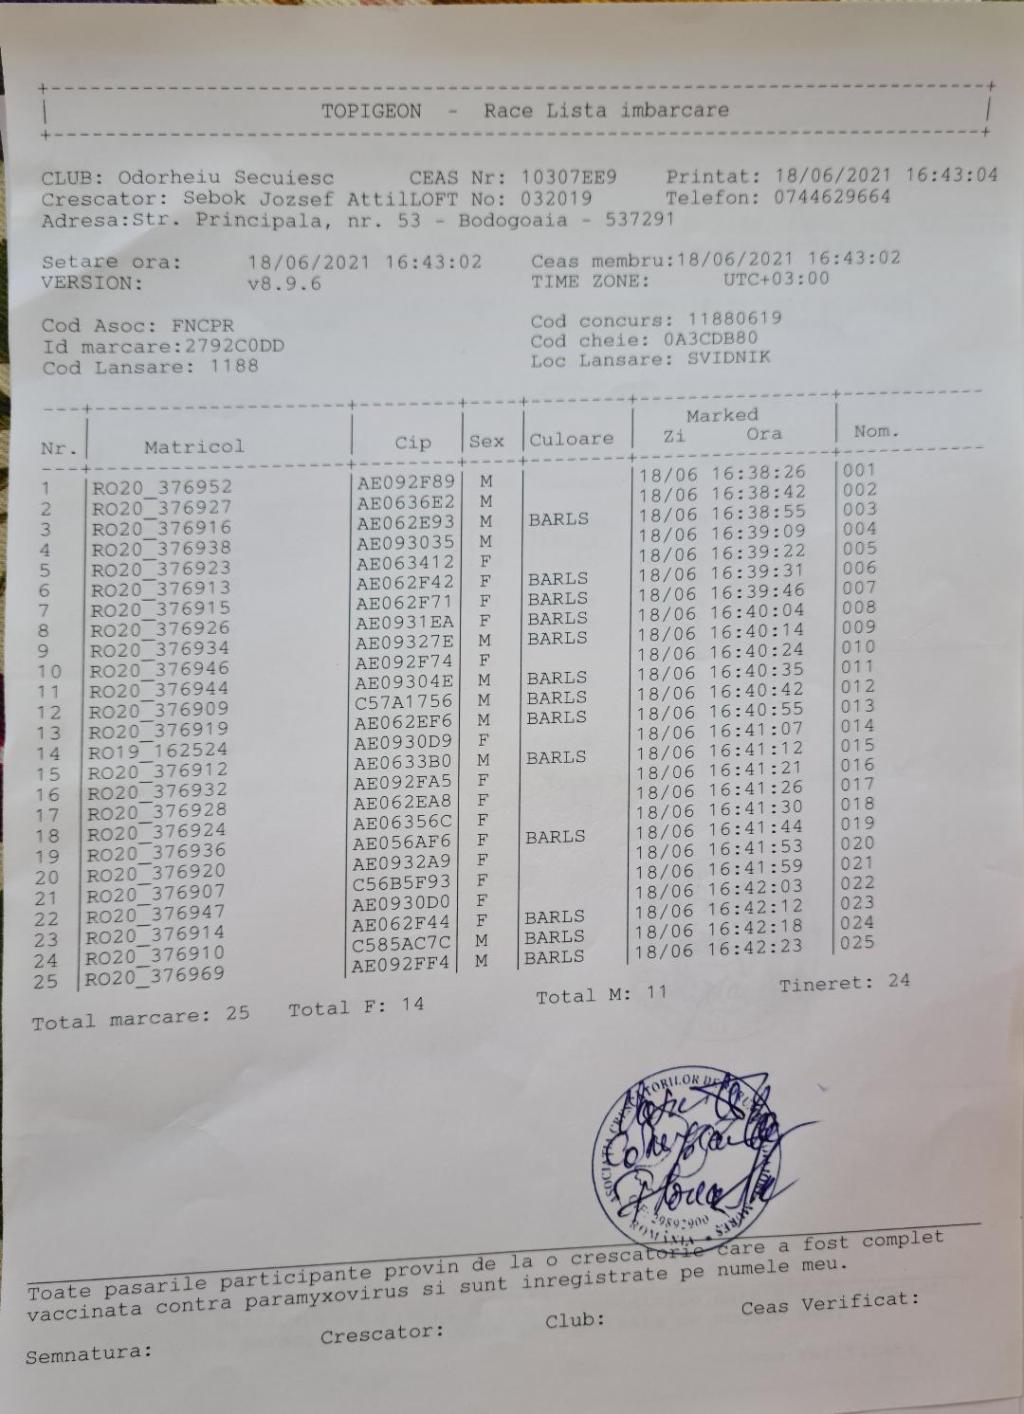 TOPIGEON - Race Lista imbarcare
CLUB: Odorheiu Secuiesc CEAS Nr: 10307EE9 Printat: 18/06/2021 16:43:04
Crescator: Sebok Jozsef AttilLOFT No: 032019 Telefon: 0744629664
Adresa:Str. Principala, nr. 53 - Bodogoaia - 537291
Setare ora: 18/06/2021 16:43:02 Ceas membru:18/06/2021 16:43:02
VERSION: v8.9.6 TIME ZONE: UTC+03:00
Cod Asoc: FNCPR Cod concurs: 11880619
Id marcare:2792C0DD Cod cheie: 0A3CDB80
Cod Lansare: 1188 Loc Lansare: SVIDNIK
Marked
Nr. Matricol Cip Sex Culoare Zi Ora Nom.
1 RO20_376952 AE092F89 M 18/06 16:38:26 001
2 RO20_376927 AE0636E2 M 18/06 16:38:42 002
3 RO20_376916 AE062E93 M BARLS 18/06 16:38:55 003
4 RO20_376938 AE093035 M 18/06 16:39:09 004
5 RO20_376923 AE063412 F 18/06 16:39:22 005
6 RO20_376913 AE062F42 F BARLS 18/06 16:39:31 006
7 RO20_376915 AE062F71 F BARLS 18/06 16:39:46 007
8 RO20_376926 AE0931EA F BARLS 18/06 16:40:04 008
9 RO20_376934 AE09327E M BARLS 18/06 16:40:14 009
10 RO20_376946 AE092F74 F 18/06 16:40:24 010
11 RO20_376944 AE09304E M BARLS 18/06 16:40:35 011
12 RO20_376909 C57A1756 M BARLS 18/06 16:40:42 012
13 RO20_376919 AE062EF6 M BARLS 18/06 16:40:55 013
14 RO19_162524 AE0930D9 F 18/06 16:41:07 014
15 RO20_376912 AE0633B0 M BARLS 18/06 16:41:12 015
16 RO20_376932 AE092FA5 F 18/06 16:41:21 016
17 RO20_376928 AE062EA8 F 18/06 16:41:26 017
18 RO20_376924 AE06356C F 18/06 16:41:30 018
19 RO20_376936 AE056AF6 F BARLS 18/06 16:41:44 019
20 RO20_376920 AE0932A9 F 18/06 16:41:53 020
21 RO20_376907 C56B5F93 F 18/06 16:41:59 021
22 RO20_376947 AE0930D0 F 18/06 16:42:03 022
23 RO20_376914 AE062F44 F BARLS 18/06 16:42:12 023
24 RO20_376910 C585AC7C M BARLS 18/06 16:42:18 024
25 RO20_376969 AE092FF4 M BARLS 18/06 16:42:23 025
Total marcare: 25 Total F: 14 Total M: 11 Tineret: 24
ROMÂNIA
Toate pasarile participante provin de la o crescatorie care a fost complet
vaccinata contra paramyxovirus si sunt inregistrate pe numele meu.
Semnatura: Crescator: Club: Ceas Verificat: